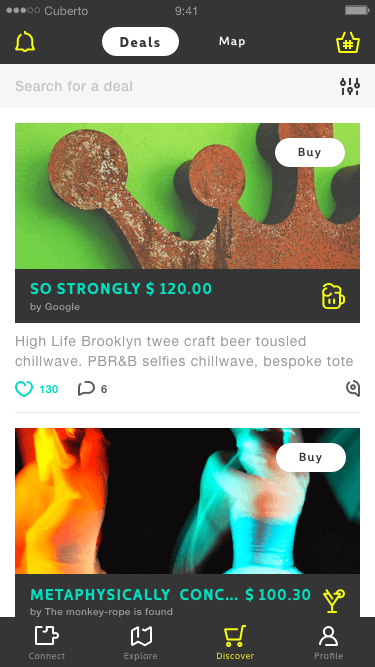 Cuberto 9:41
Deals Map
Search for a deal
Buy
SO STRONGLY $ 120.00
by Google
High Life Brooklyn twee craft beer tousled
chillwave. PBR&B selfies chillwave, bespoke tote
130 6
Buy
METAPHYSICALLY CONC... $ 100.30
by The monkey-rope is found
Connect Explore Discover Profile